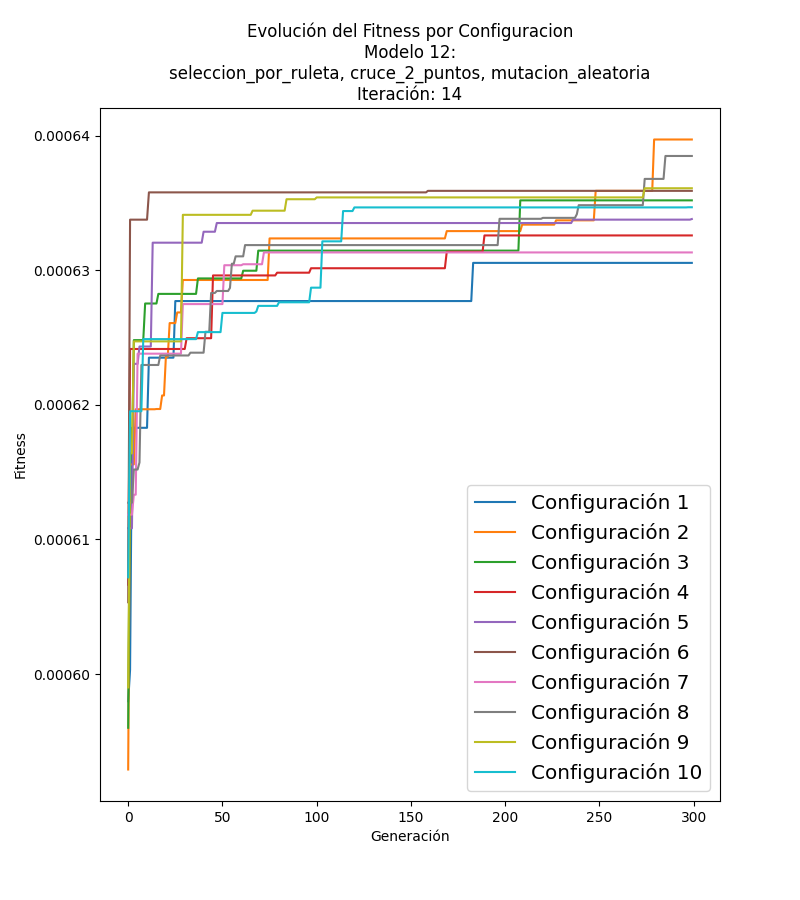 Evolución del Fitness por Configuracion
Modelo 12:
seleccion_por_ruleta, cruce_2_puntos, mutacion_aleatoria
Iteración: 14
0.00064
0.00063
0.00062
0.00061
0.00060
Fitness
0 50 100 150 200 250 300
Generación
Configuración 1
Configuración 2
Configuración 3
Configuración 4
Configuración 5
Configuración 6
Configuración 7
Configuración 8
Configuración 9
Configuración 10